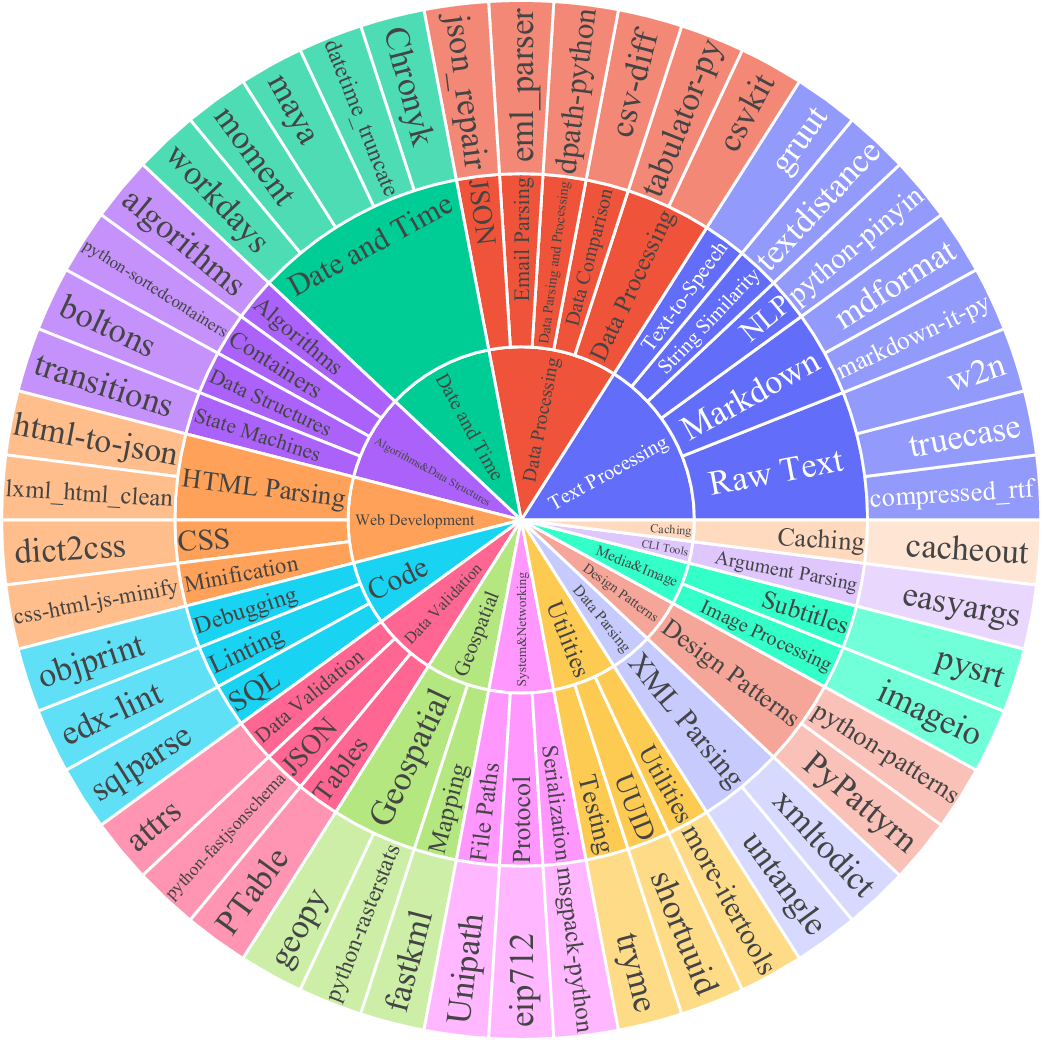 Text Processing
Text-to-Speech
gruut
String Similarity
textdistance
NLP
python-pinyin
Markdown
mdformat
markdown-it-py
Raw Text
w2n
truecase
compressed_rtf
Data Processing
JSON
json_repair
Email Parsing
eml_parser
Data Parsing and Processing
dpath-python
Data Comparison
csv-diff
Data Processing
tabulator-py
csvkit
Date and Time
Date and Time
workdays
moment
maya
datetime_truncate
Chronyk
Algorithms&Data Structures
Algorithms
algorithms
Containers
python-sortedcontainers
Data Structures
boltons
State Machines
transitions
Web Development
HTML Parsing
html-to-json
lxml_html_clean
CSS
dict2css
Minification
css-html-js-minify
Code
Debugging
objprint
Linting
edx-lint
SQL
sqlparse
Data Validation
Data Validation
attrs
JSON
python-fastjsonschema
Tables
PTable
Geospatial
Geospatial
geopy
python-rasterstats
Mapping
fastkml
System&Networking
File Paths
Unipath
Protocol
eip712
Serialization
msgpack-python
Utilities
Testing
tryme
UUID
shortuuid
Utilities
more-itertools
Data Parsing
XML Parsing
untangle
xmltodict
Design Patterns
Design Patterns
PyPattyrn
python-patterns
Media&Image
Image Processing
imageio
Subtitles
pysrt
CLI Tools
Argument Parsing
easyargs
Caching
Caching
cacheout